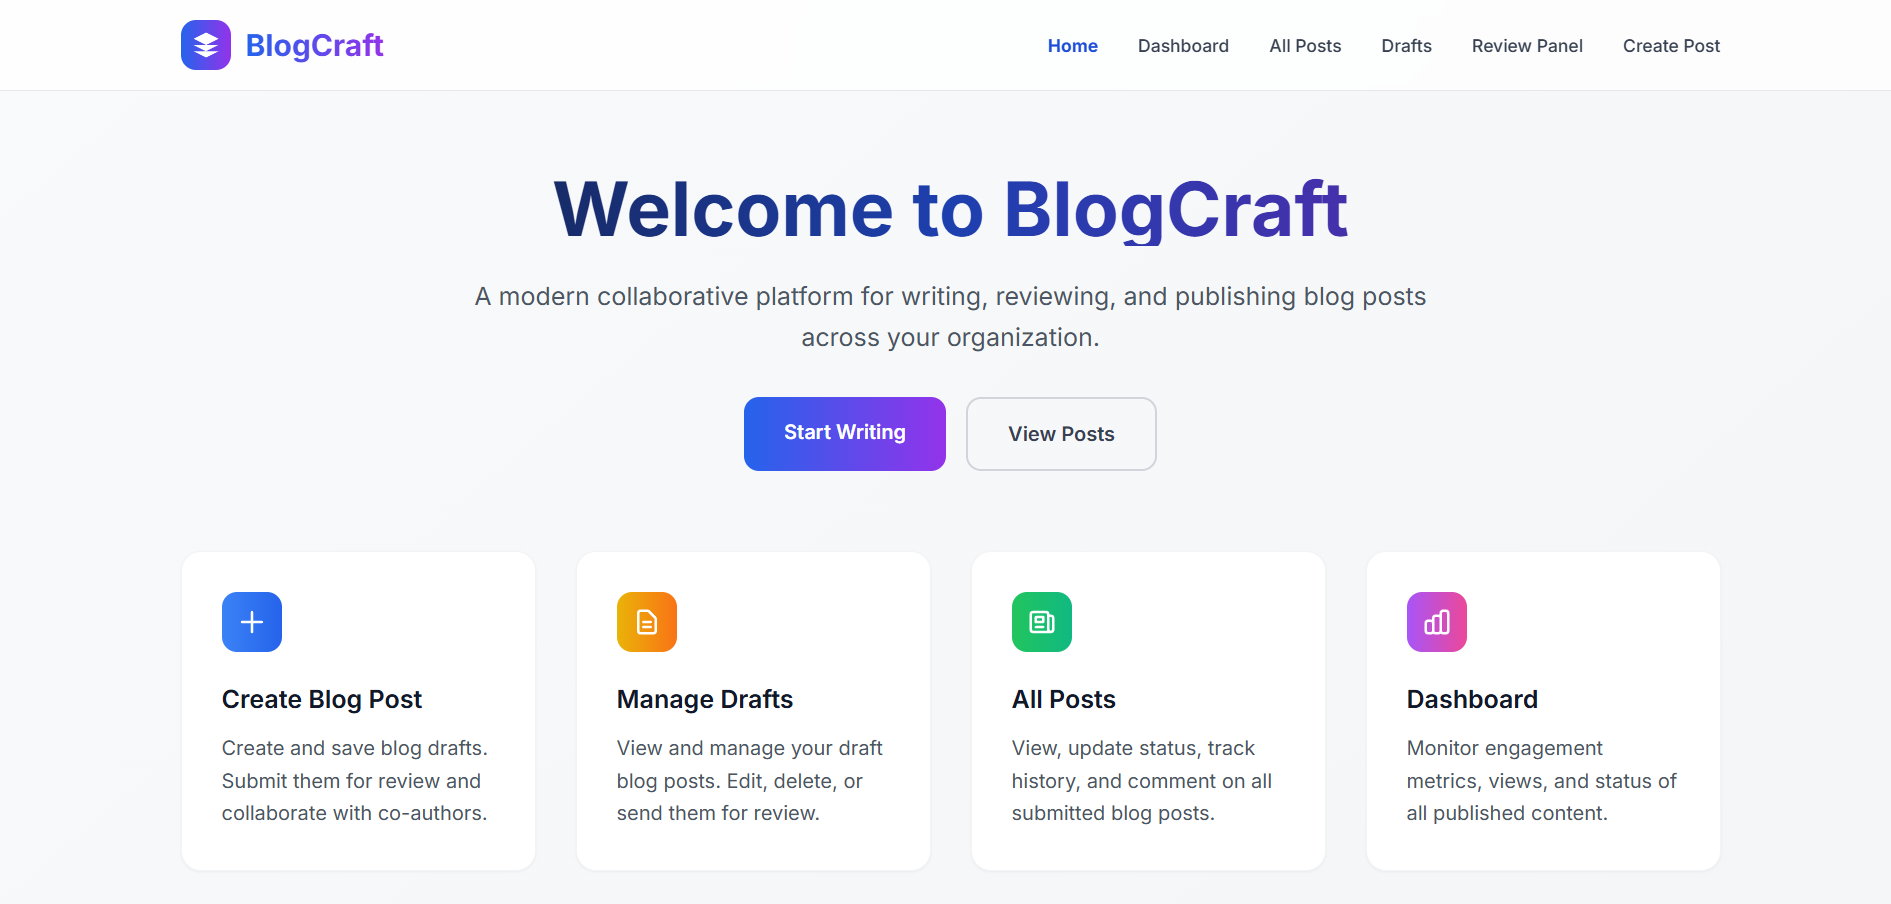 BlogCraft
Home
Dashboard
All Posts
Drafts
Review Panel
Create Post
Welcome to BlogCraft
A modern collaborative platform for writing, reviewing, and publishing blog posts
across your organization.
Start Writing
View Posts
Create Blog Post
Create and save blog drafts.
Submit them for review and
collaborate with co-authors.
Manage Drafts
View and manage your draft
blog posts. Edit, delete, or
send them for review.
All Posts
View, update status, track
history, and comment on all
submitted blog posts.
Dashboard
Monitor engagement
metrics, views, and status of
all published content.